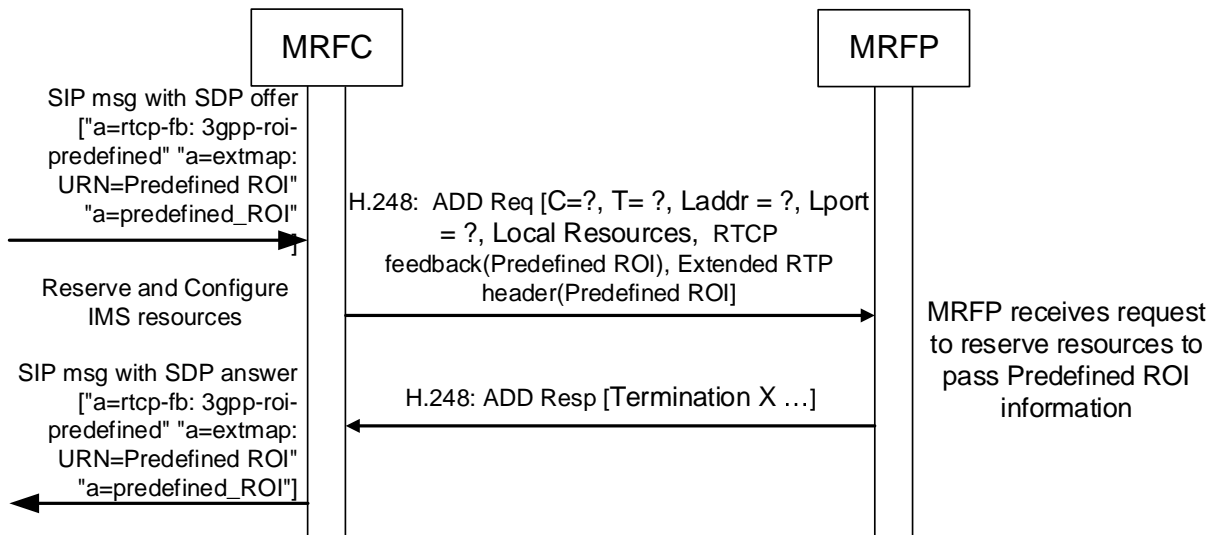 MRFC
MRFP
SIP msg with SDP offer
["a=rtcp-fb: 3gpp-roi-
predefined" "a=extmap:
URN=Predefined ROI"
"a=predefined_ROI"
]
H.248: ADD Req [C=?, T= ?, Laddr = ?, Lport
= ?, Local Resources, RTCP
feedback(Predefined ROI), Extended RTP
header(Predefined ROI]
Reserve and Configure
IMS resources
MRFP receives request
to reserve resources to
pass Predefined ROI
information
H.248: ADD Resp [Termination X …]
SIP msg with SDP answer
["a=rtcp-fb: 3gpp-roi-
predefined" "a=extmap:
URN=Predefined ROI"
"a=predefined_ROI"]